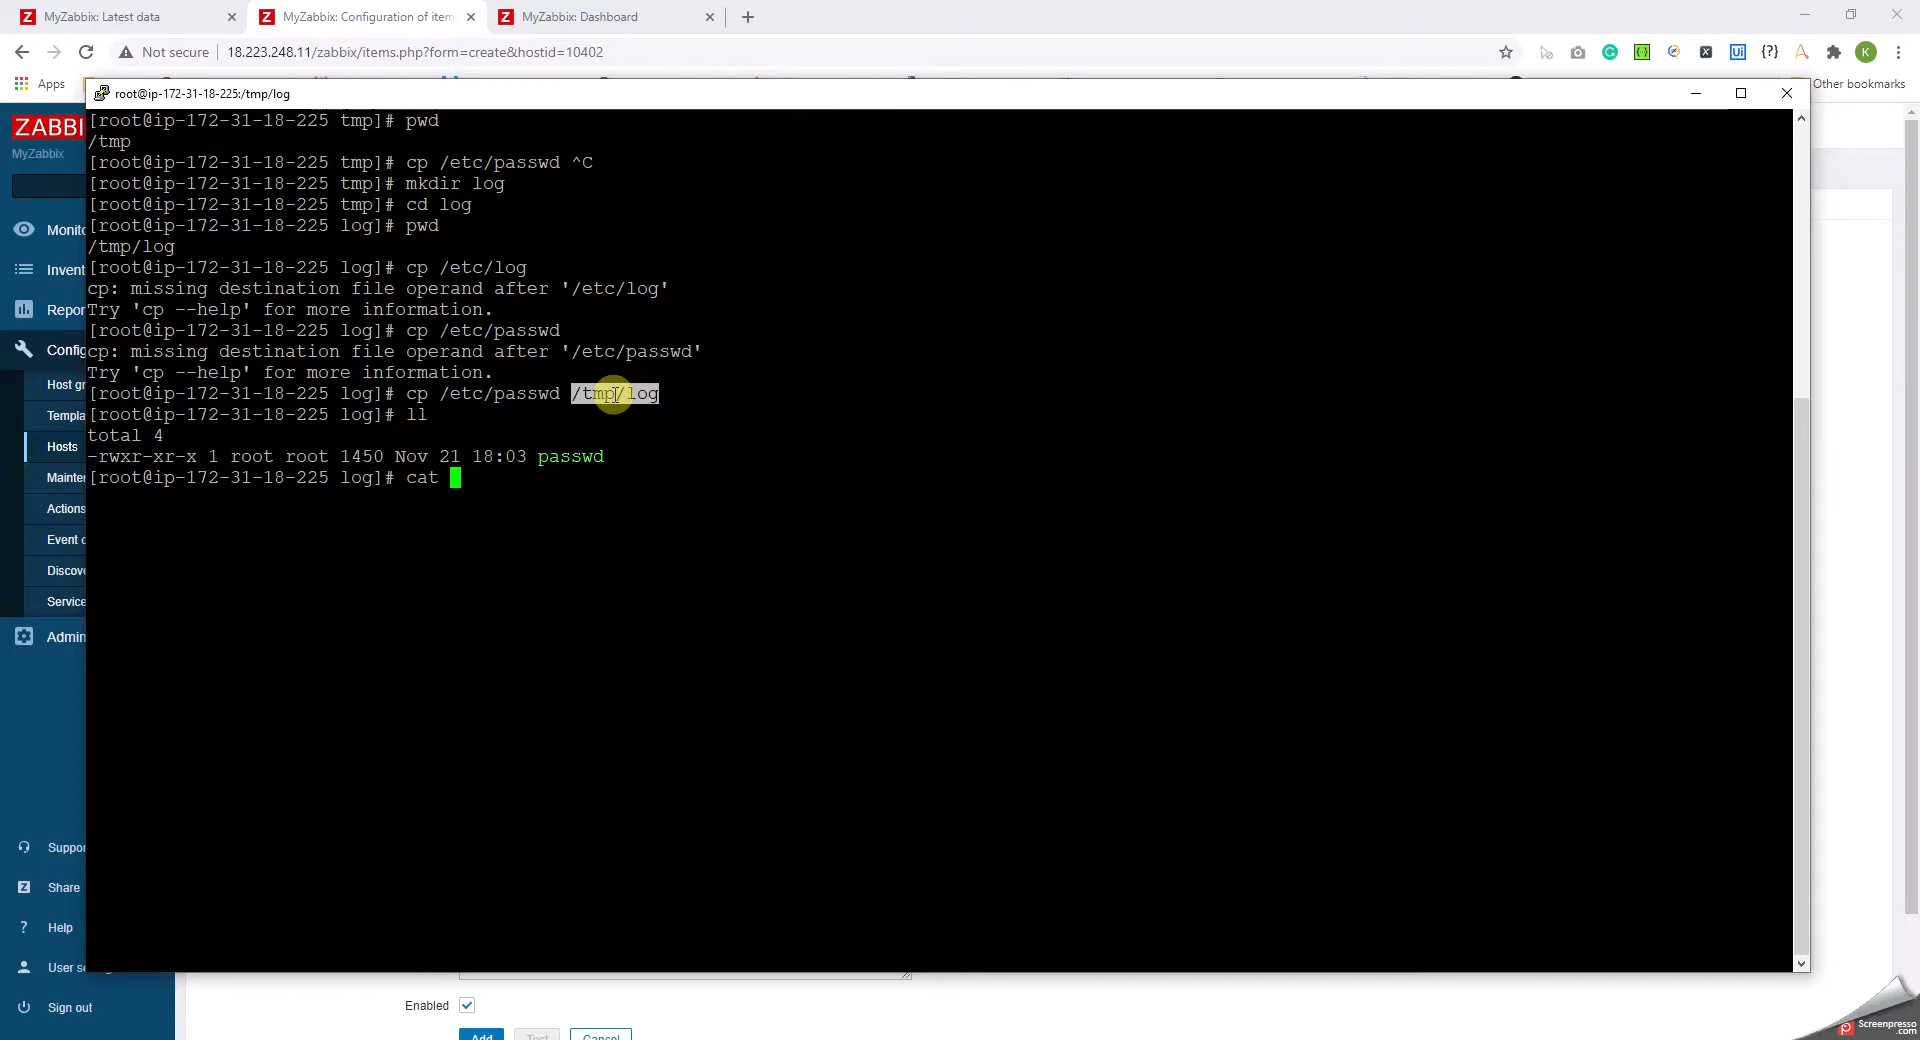 MyZabbix: Latest data
MyZabbix: Configuration of item
MyZabbix: Dashboard
Not secure
18.223.248.11/zabbix/items.php?form=create&hostid=10402
Apps
Other bookmarks
root@ip-172-31-18-225:/tmp/log
ZABBI
MyZabbix
Monito
Invent
Repor
Config
Host gr
Templa
Hosts
Mainter
Actions
Event c
Discov
Service
Admin
Suppor
Share
Help
User se
Sign out
[root@ip-172-31-18-225 tmp]# pwd
/tmp
[root@ip-172-31-18-225 tmp]# cp /etc/passwd ^C
[root@ip-172-31-18-225 tmp]# mkdir log
[root@ip-172-31-18-225 tmp]# cd log
[root@ip-172-31-18-225 log]# pwd
/tmp/log
[root@ip-172-31-18-225 log]# cp /etc/log
cp: missing destination file operand after '/etc/log'
Try 'cp --help' for more information.
[root@ip-172-31-18-225 log]# cp /etc/passwd
cp: missing destination file operand after '/etc/passwd'
Try 'cp --help' for more information.
[root@ip-172-31-18-225 log]# cp /etc/passwd /tmp/log
[root@ip-172-31-18-225 log]# ll
total 4
-rwxr-xr-x 1 root root 1450 Nov 21 18:03 passwd
[root@ip-172-31-18-225 log]# cat
Enabled
Add
Test
Cancel
Screenpresso
.com